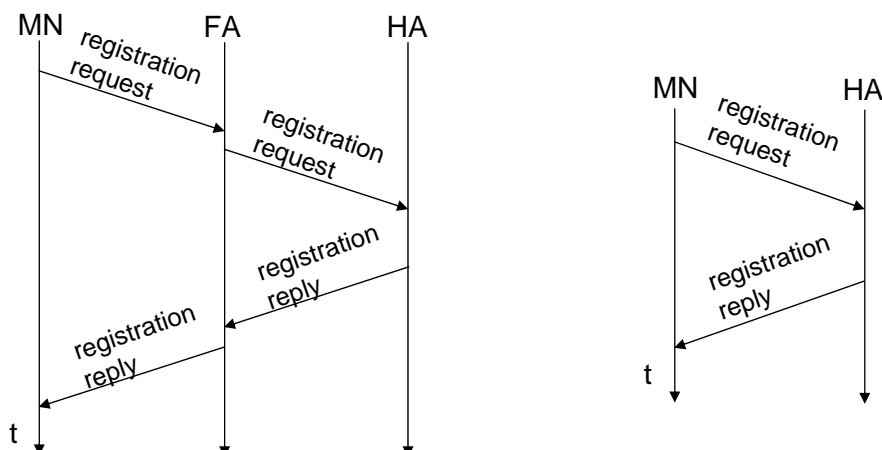 MN
FA
HA
registration
request
registration
request
registration
reply
registration
reply
t
MN
HA
registration
request
registration
reply
t